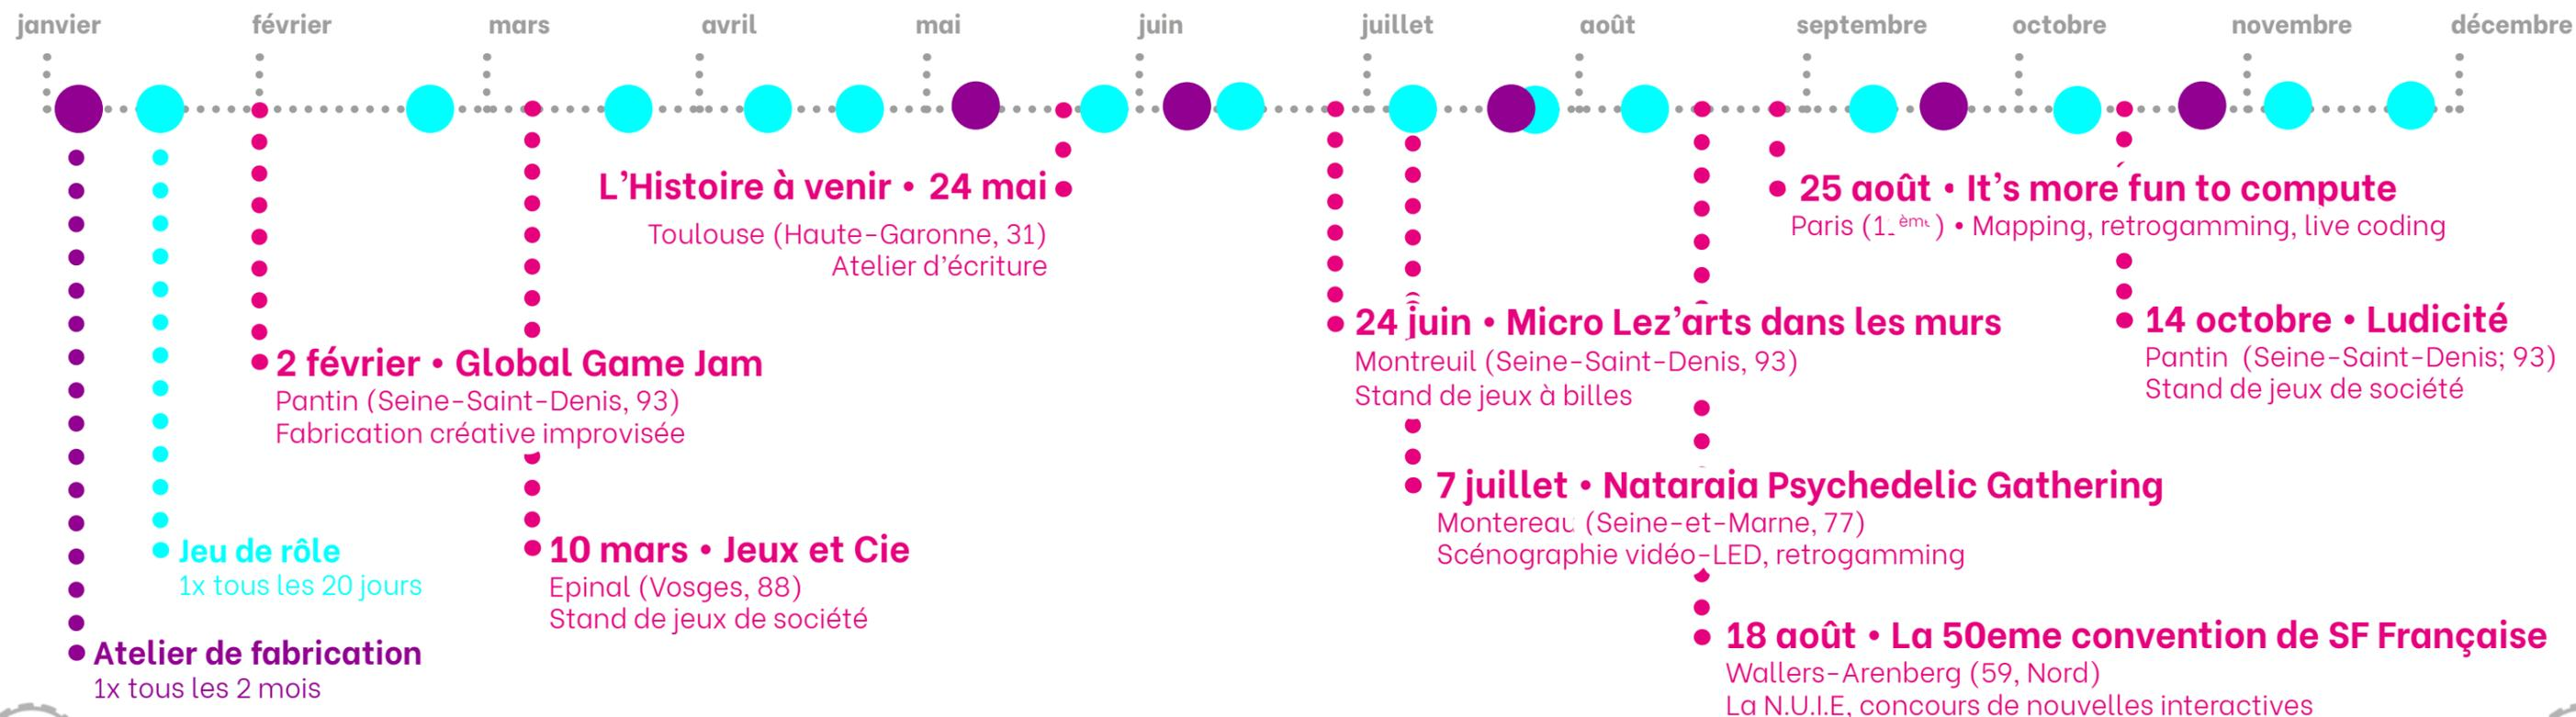 janvier février mars avril mai juin juillet août septembre octobre novembre décembre
L’Histoire à venir • 24 mai
Toulouse (Haute-Garonne, 31)
Atelier d’écriture
25 août • It’s more fun to compute
Paris • Mapping, retrogamming, live coding
24 juin • Micro Lez’arts dans les murs
Montreuil (Seine-Saint-Denis, 93)
Stand de jeux à billes
14 octobre • Ludicité
Pantin (Seine-Saint-Denis; 93)
Stand de jeux de société
2 février • Global Game Jam
Pantin (Seine-Saint-Denis, 93)
Fabrication créative improvisée
7 juillet • Nataraja Psychedelic Gathering
Montereau (Seine-et-Marne, 77)
Scénographie vidéo-LED, retrogamming
Jeu de rôle
1x tous les 20 jours
10 mars • Jeux et Cie
Epinal (Vosges, 88)
Stand de jeux de société
Atelier de fabrication
1x tous les 2 mois
18 août • La 50eme convention de SF Française
Wallers-Arenberg (59, Nord)
La N.U.I.E, concours de nouvelles interactives